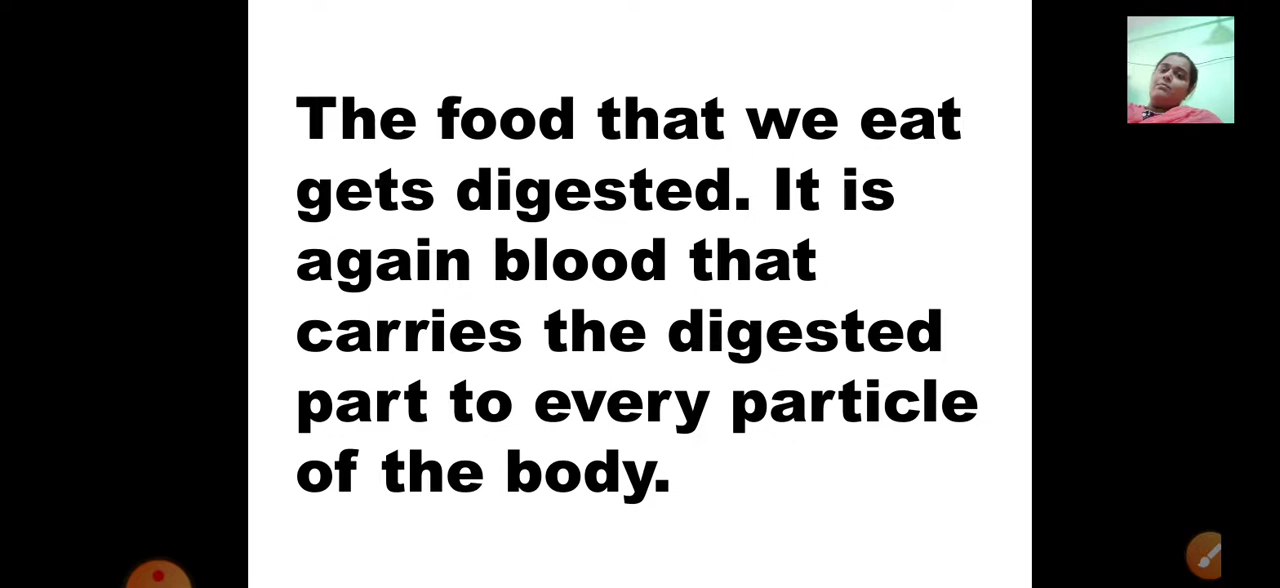 The food that we eat
gets digested. It is
again blood that
carries the digested
part to every particle
of the body.